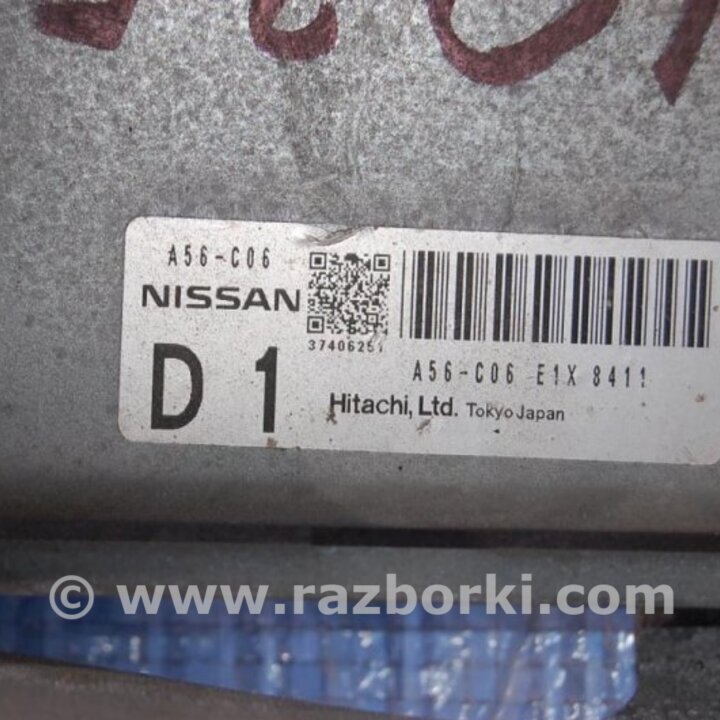 A56-C06
NISSAN
37406251
D 1
A56-C06 E1X 8411
Hitachi, Ltd. Tokyo Japan
© www.razborki.com